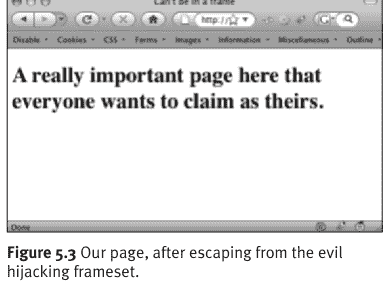 Can't be in a frame
http://
G
Disable Cookies CSS Forms Images Information Miscellaneous Outline
A really important page here that
everyone wants to claim as theirs.
Done
Figure 5.3 Our page, after escaping from the evil
hijacking frameset.